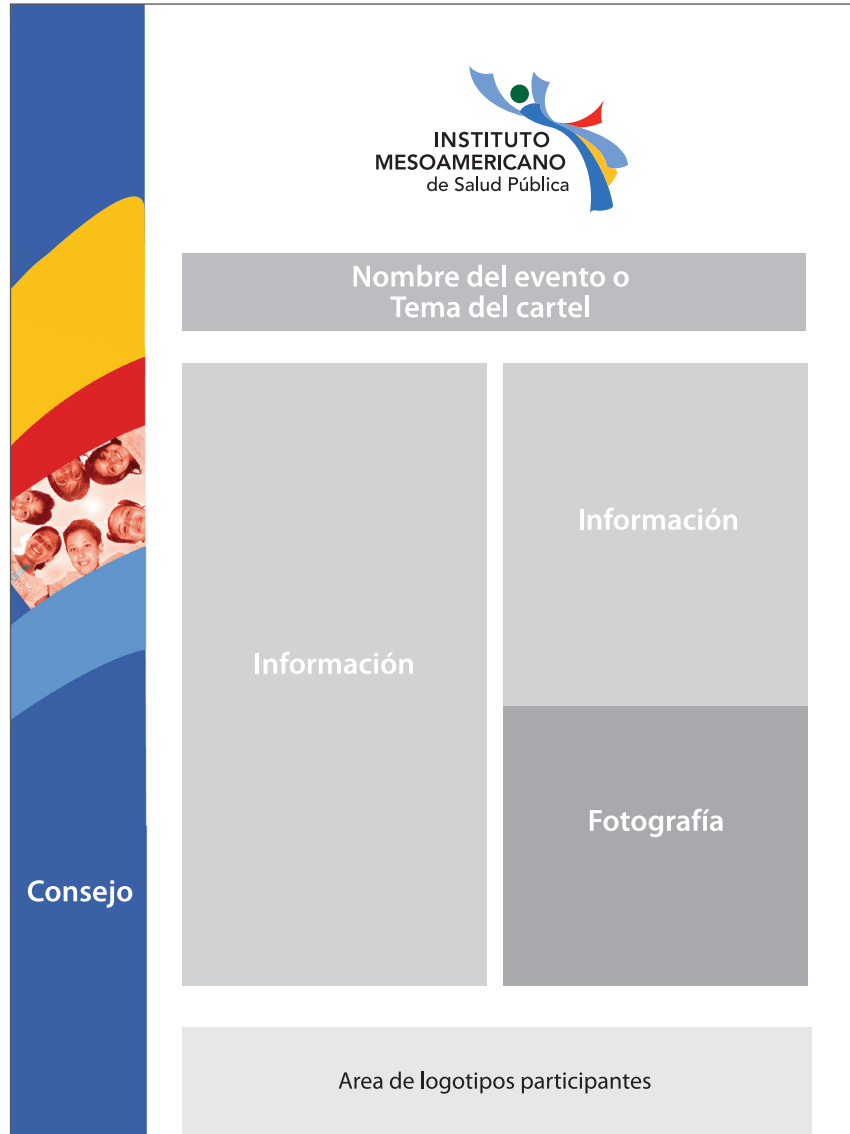 INSTITUTO
MESOAMERICANO
de Salud Pública
Nombre del evento o
Tema del cartel
Información
Información
Fotografía
Consejo
Area de logotipos participantes